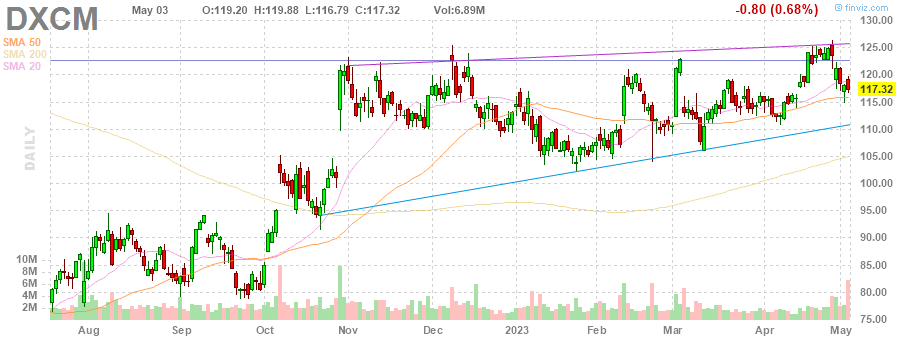 DXCM
May 03 O:119.20 H:119.88 L:116.79 C:117.32 Vol:6.89M -0.80 (0.68%) © finviz.com
SMA 50
SMA 200
SMA 20
DAILY
130.00
125.00
120.00
117.32
115.00
110.00
105.00
100.00
95.00
90.00
85.00
80.00
75.00
10M
8M
6M
4M
2M
Aug Sep Oct Nov Dec 2023 Feb Mar Apr May